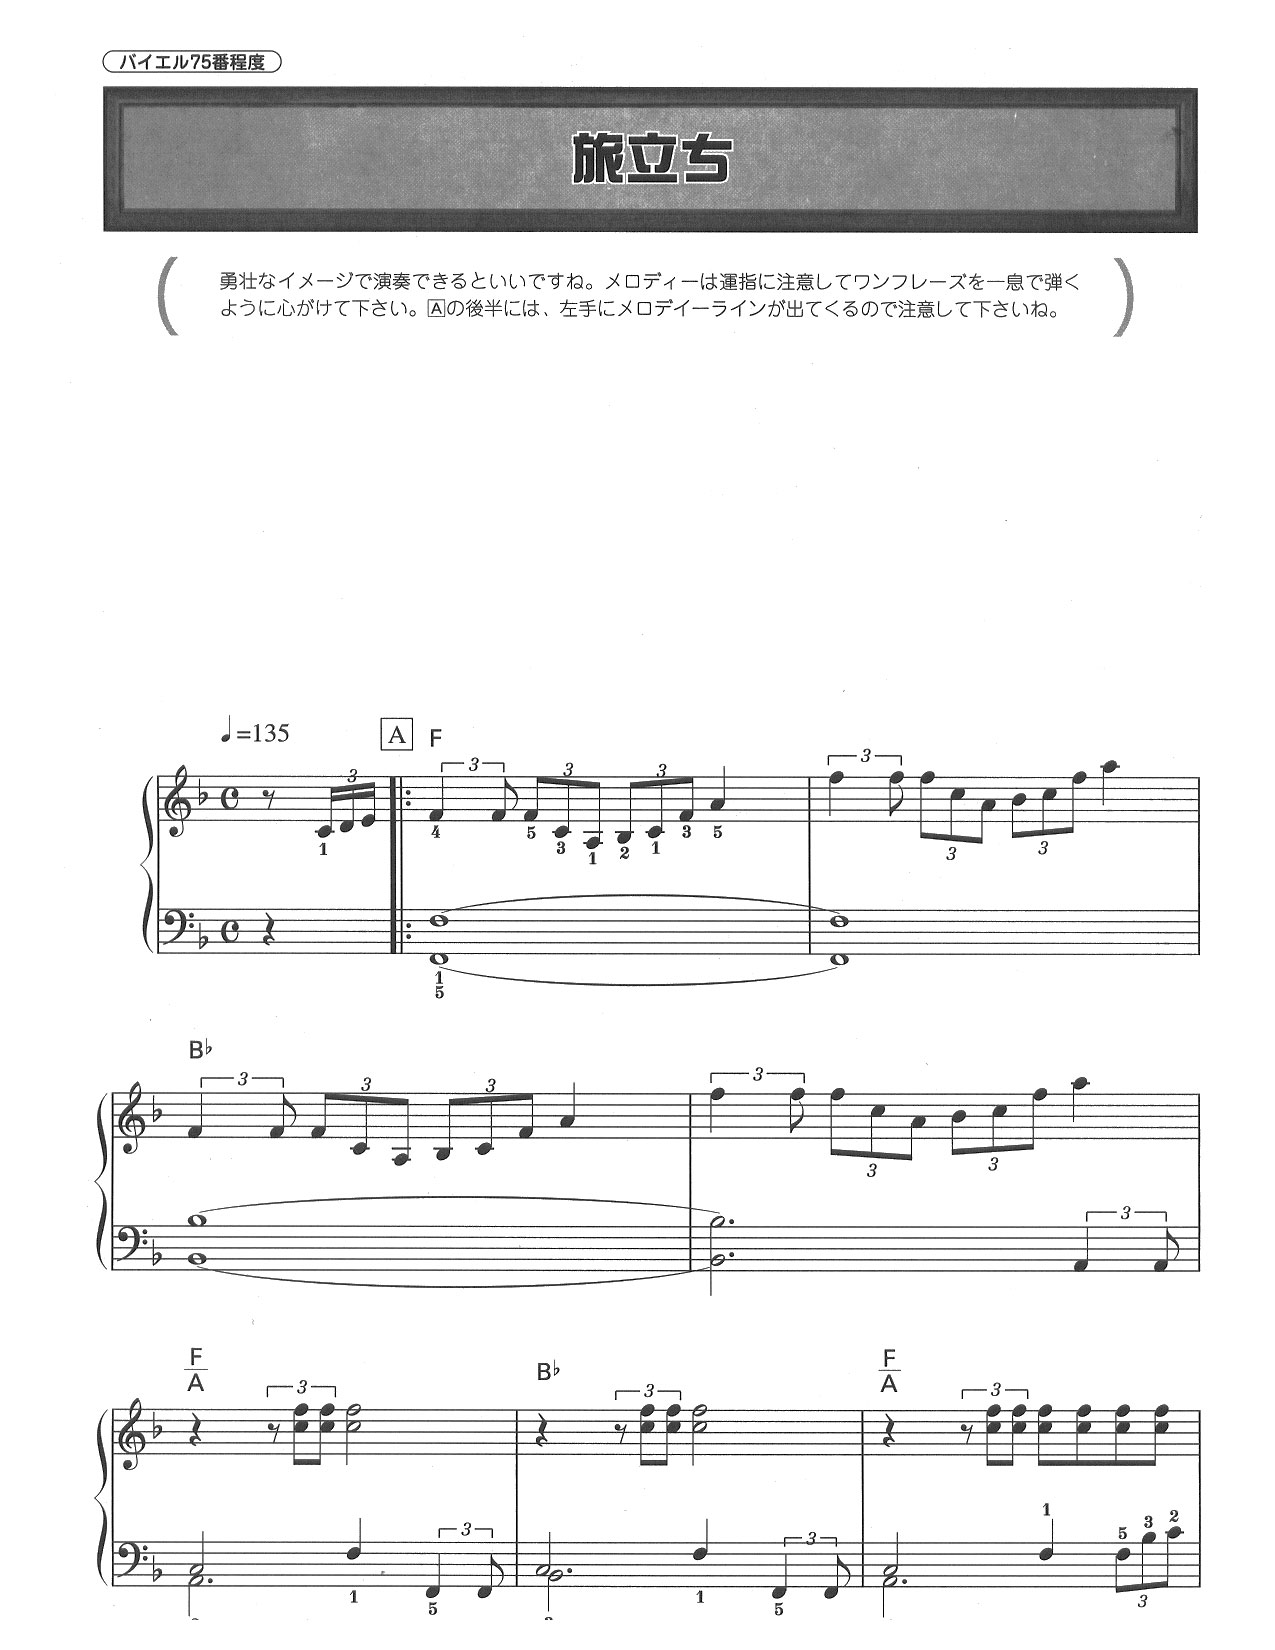 バイエル75番程度
旅立ち
勇壮なイメージで演奏できるといいですね。メロディーは運指に注意してワンフレーズを一息で弾く
ように心がけて下さい。Aの後半には、左手にメロデイーラインが出てくるので注意して下さいね。
♩=135 A F
3 3 3 3
4 5 3 1 2 1 3 5
1
3 3
1
5
B♭
3 3 3 3
3 3
3
F/A B♭ F/A
3 3 3
1 5 3 2
3 3
1 5 1 5 3